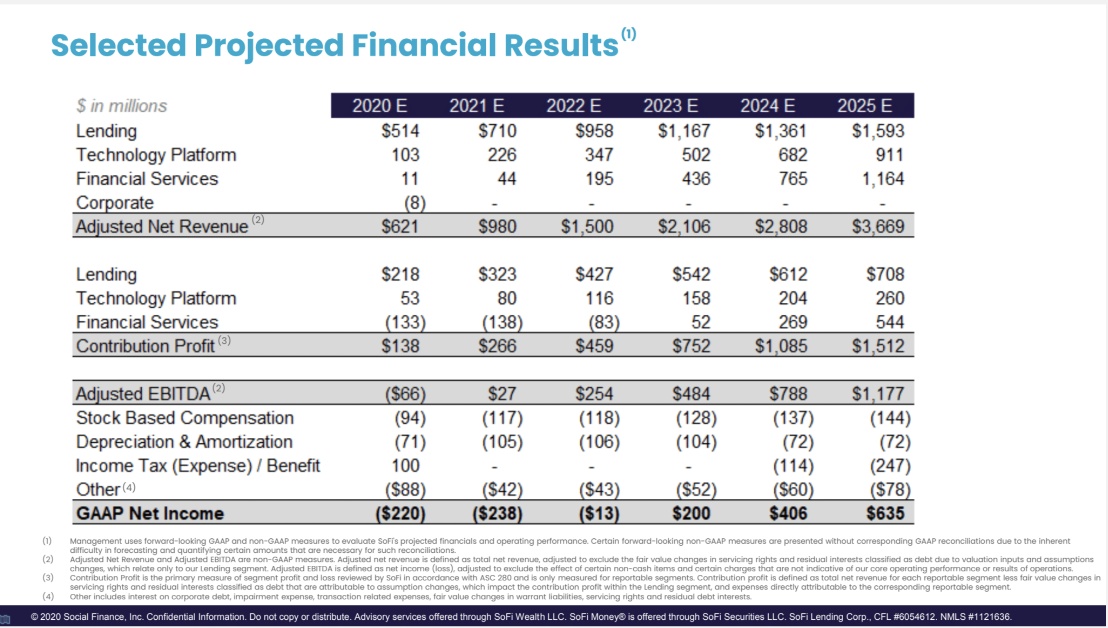 Selected Projected Financial Results(1)
$ in millions 2020 E 2021 E 2022 E 2023 E 2024 E 2025 E
Lending $514 $710 $958 $1,167 $1,361 $1,593
Technology Platform 103 226 347 502 682 911
Financial Services 11 44 195 436 765 1,164
Corporate (8) - - - - -
Adjusted Net Revenue (2) $621 $980 $1,500 $2,106 $2,808 $3,669
Lending $218 $323 $427 $542 $612 $708
Technology Platform 53 80 116 158 204 260
Financial Services (133) (138) (83) 52 269 544
Contribution Profit (3) $138 $266 $459 $752 $1,085 $1,512
Adjusted EBITDA (2) ($66) $27 $254 $484 $788 $1,177
Stock Based Compensation (94) (117) (118) (128) (137) (144)
Depreciation & Amortization (71) (105) (106) (104) (72) (72)
Income Tax (Expense) / Benefit 100 - - - (114) (247)
Other (4) ($88) ($42) ($43) ($52) ($60) ($78)
GAAP Net Income ($220) ($238) ($13) $200 $406 $635
(1) Management uses forward-looking GAAP and non-GAAP measures to evaluate SoFi's projected financials and operating performance. Certain forward-looking non-GAAP measures are presented without corresponding GAAP reconciliations due to the inherent
difficulty in forecasting and quantifying certain amounts that are necessary for such reconciliations.
(2) Adjusted Net Revenue and Adjusted EBITDA are non-GAAP measures. Adjusted net revenue is defined as total net revenue, adjusted to exclude the fair value changes in servicing rights and residual interests classified as debt due to valuation inputs and assumptions
changes, which relate only to our Lending segment. Adjusted EBITDA is defined as net income (loss), adjusted to exclude the effect of certain non-cash items and certain charges that are not indicative of our core operating performance or results of operations.
(3) Contribution Profit is the primary measure of segment profit and loss reviewed by SoFi in accordance with ASC 280 and is only measured for reportable segments. Contribution profit is defined as total net revenue for each reportable segment less fair value changes in
servicing rights and residual interests classified as debt that are attributable to assumption changes, which impact the contribution profit within the Lending segment, and expenses directly attributable to the corresponding reportable segment.
(4) Other includes interest on corporate debt, impairment expense, transaction related expenses, fair value changes in warrant liabilities, servicing rights and residual debt interests.
© 2020 Social Finance, Inc. Confidential Information. Do not copy or distribute. Advisory services offered through SoFi Wealth LLC. SoFi Money® is offered through SoFi Securities LLC. SoFi Lending Corp., CFL #6054612. NMLS #1121636.